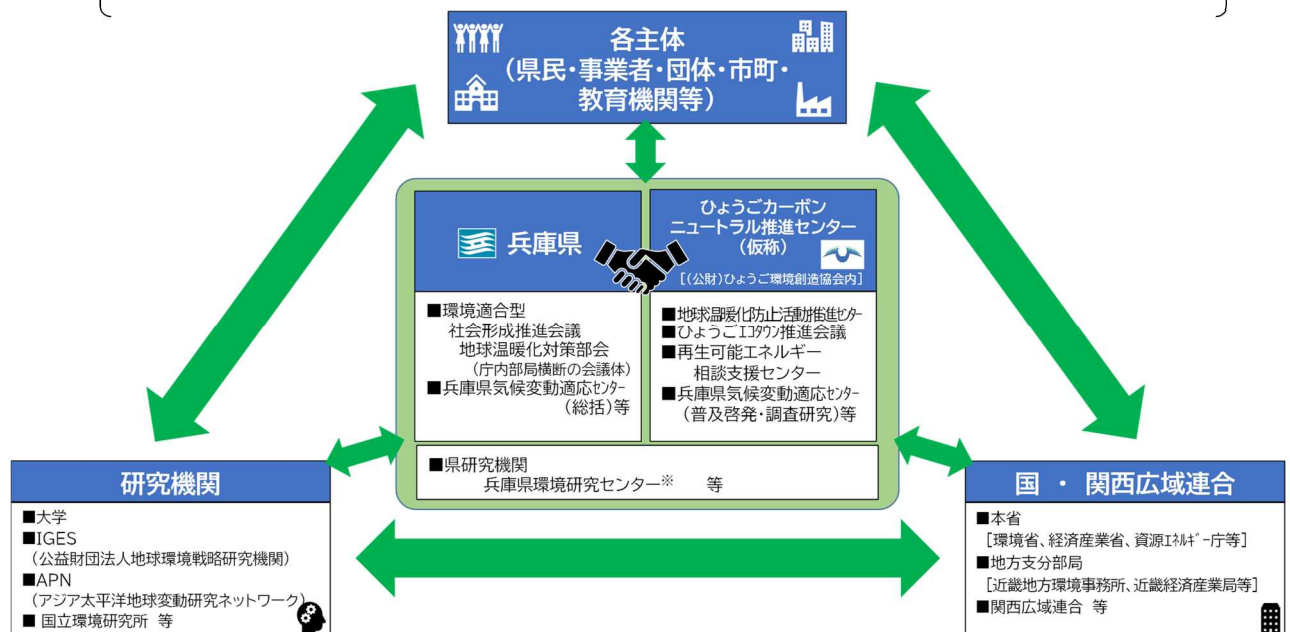 各主体
（県民・事業者・団体・市町・
教育機関等）
兵庫県
■環境適合型
社会形成推進会議
地球温暖化対策部会
（庁内部局横断の会議体）
■兵庫県気候変動適応ｾﾝﾀｰ
（総括）等
ひょうごカーボン
ニュートラル推進センター
（仮称）
［（公財）ひょうご環境創造協会内］
■地球温暖化防止活動推進ｾﾝﾀｰ
■ひょうごｴｺﾀｳﾝ推進会議
■再生可能エネルギー
相談支援センター
■兵庫県気候変動適応ｾﾝﾀｰ
（普及啓発・調査研究）等
■県研究機関
兵庫県環境研究センター※ 等
研究機関
■大学
■IGES
（公益財団法人地球環境戦略研究機関）
■APN
（アジア太平洋地球変動研究ネットワーク）
■ 国立環境研究所 等
国 ・ 関西広域連合
■本省
［環境省、経済産業省、資源ｴﾈﾙｷﾞｰ庁等］
■地方支分部局
［近畿地方環境事務所、近畿経済産業局等］
■関西広域連合 等